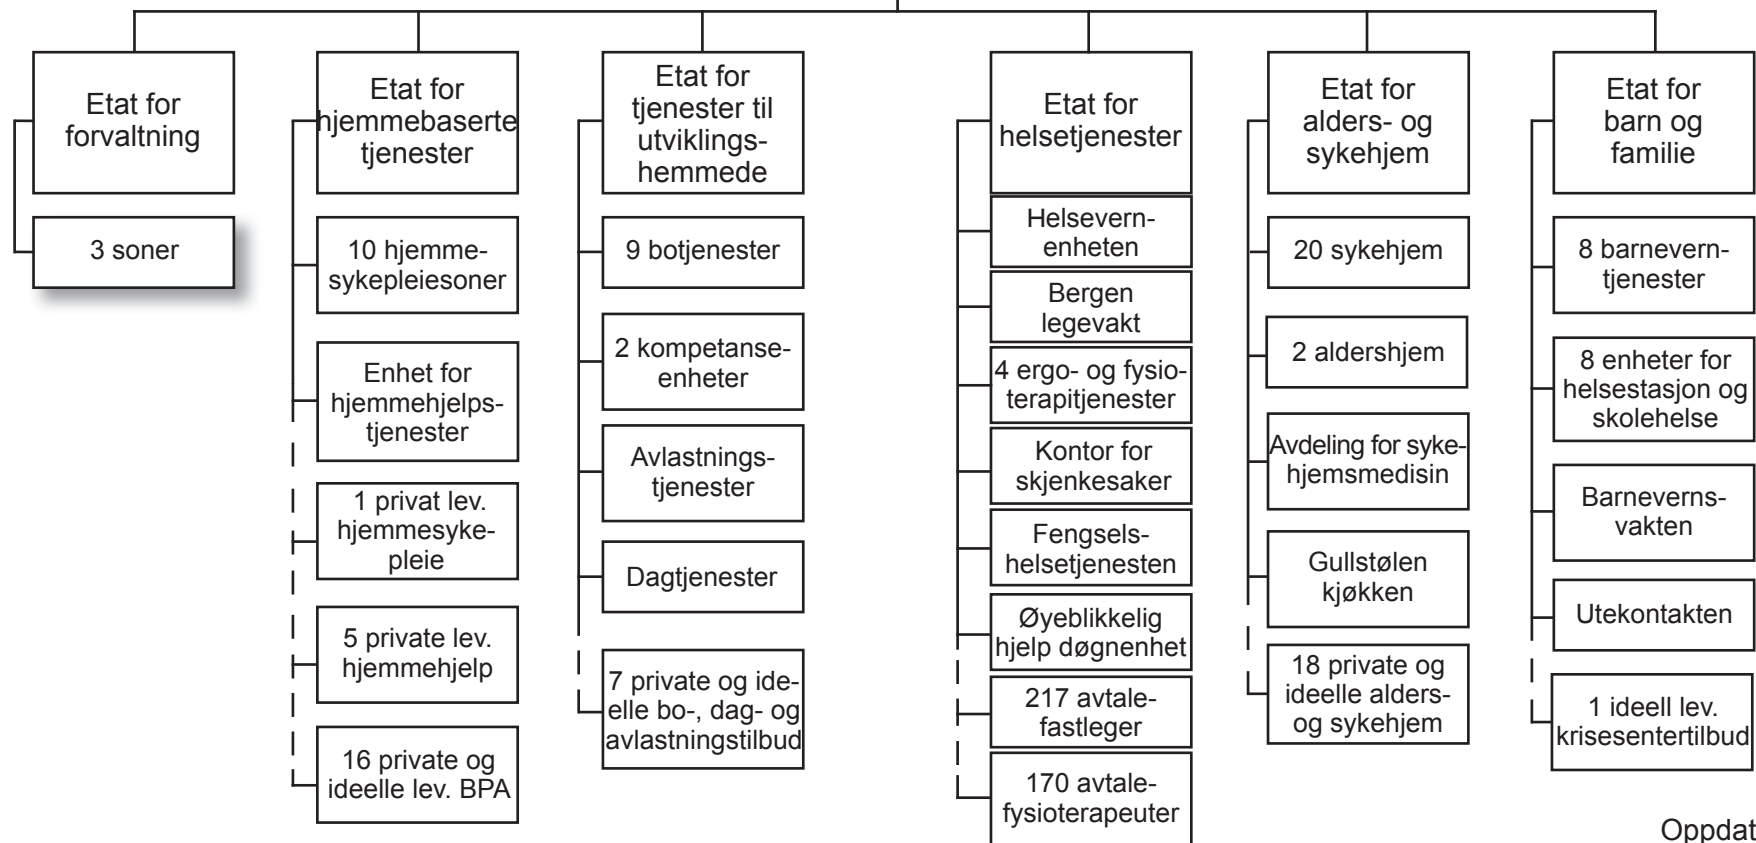 Etat for
forvaltning
3 soner
Etat for
hjemmebaserte
tjenester
10 hjemme-
sykepleiesoner
Enhet for
hjemmehjelps-
tjenester
1 privat lev.
hjemmesyke-
pleie
5 private lev.
hjemmehjelp
16 private og
ideelle lev. BPA
Etat for
tjenester til
utviklings-
hemmede
9 botjenester
2 kompetanse-
enheter
Avlastnings-
tjenester
Dagtjenester
7 private og ide-
elle bo-, dag- og
avlastningstilbud
Etat for
helsetjenester
Helsevern-
enheten
Bergen
legevakt
4 ergo- og fysio-
terapitjenester
Kontor for
skjenkesaker
Fengsels-
helsetjenesten
Øyeblikkelig
hjelp døgnenhet
217 avtale-
fastleger
170 avtale-
fysioterapeuter
Etat for
alders- og
sykehjem
20 sykehjem
2 aldershjem
Avdeling for syke-
hjemsmedisin
Gullstølen
kjøkken
18 private og
ideelle alders-
og sykehjem
Etat for
barn og
familie
8 barnevern-
tjenester
8 enheter for
helsestasjon og
skolehelse
Barneverns-
vakten
Utekontakten
1 ideell lev.
krisesentertilbud
Oppdat